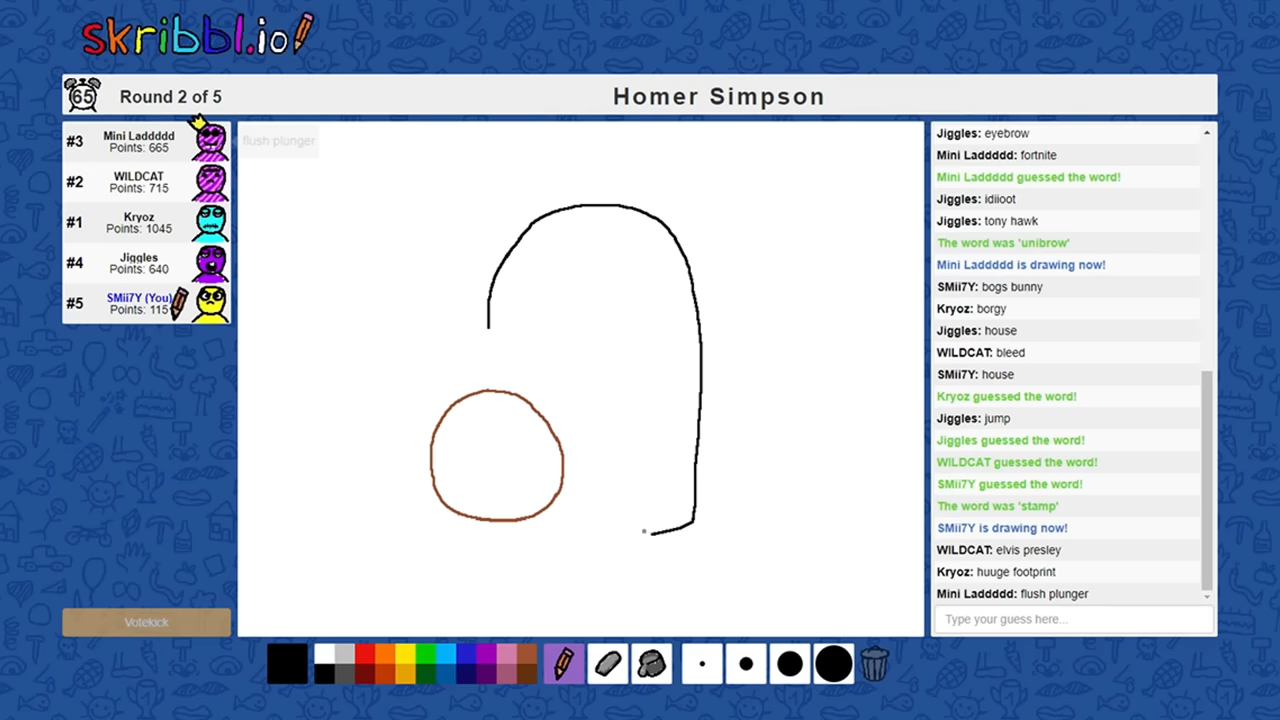 skribbl.io
65
Round 2 of 5
Homer Simpson
#3
Mini Laddddd
Points: 665
#2
WILDCAT
Points: 715
#1
Kryoz
Points: 1045
#4
Jiggles
Points: 640
#5
SMii7Y (You)
Points: 115
flush plunger
Jiggles: eyebrow
Mini Laddddd: fortnite
Mini Laddddd guessed the word!
Jiggles: idiioot
Jiggles: tony hawk
The word was 'unibrow'
Mini Laddddd is drawing now!
SMii7Y: bogs bunny
Kryoz: borgy
Jiggles: house
WILDCAT: bleed
SMii7Y: house
Kryoz guessed the word!
Jiggles: jump
Jiggles guessed the word!
WILDCAT guessed the word!
SMii7Y guessed the word!
The word was 'stamp'
SMii7Y is drawing now!
WILDCAT: elvis presley
Kryoz: huuge footprint
Mini Laddddd: flush plunger
Type your guess here...
Votekick